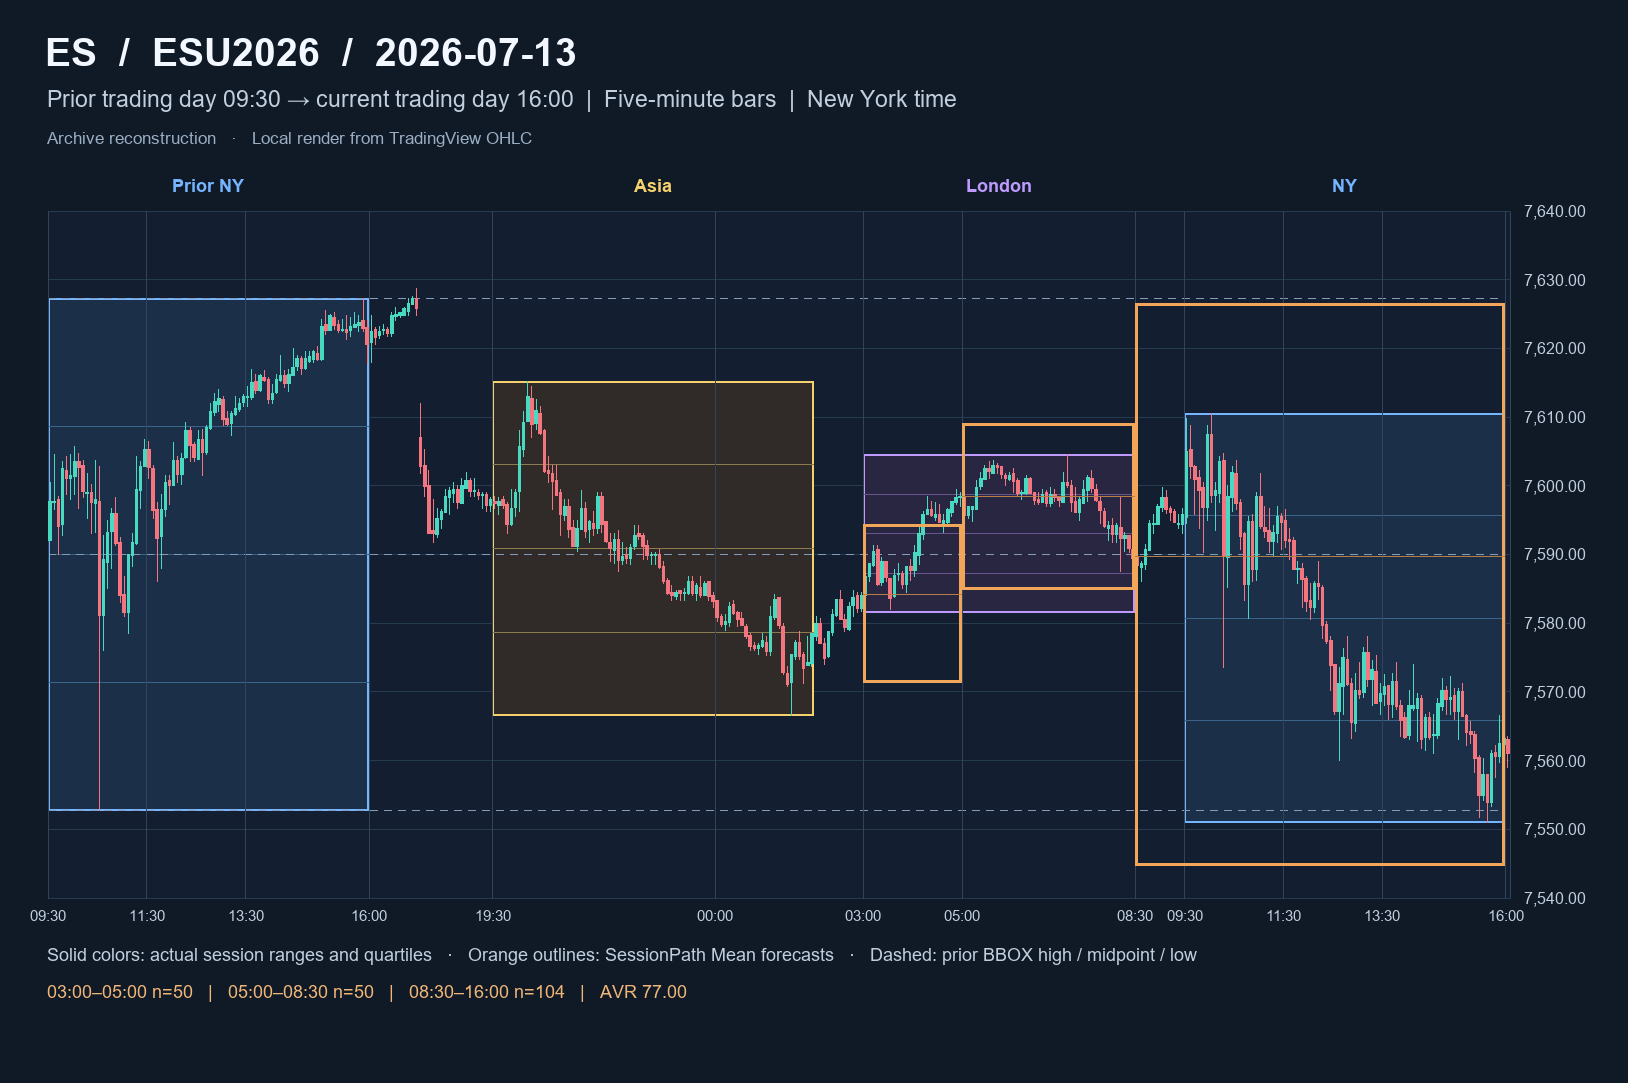 ES / ESU2026 / 2026-07-13
Prior trading day 09:30 → current trading day 16:00 | Five-minute bars | New York time
Archive reconstruction · Local render from TradingView OHLC
Prior NY Asia London NY
7,640.00
7,630.00
7,620.00
7,610.00
7,600.00
7,590.00
7,580.00
7,570.00
7,560.00
7,550.00
7,540.00
09:30 11:30 13:30 16:00 19:30 00:00 03:00 05:00 08:30 09:30 11:30 13:30 16:00
Solid colors: actual session ranges and quartiles · Orange outlines: SessionPath Mean forecasts · Dashed: prior BBOX high / midpoint / low
03:00–05:00 n=50 | 05:00–08:30 n=50 | 08:30–16:00 n=104 | AVR 77.00